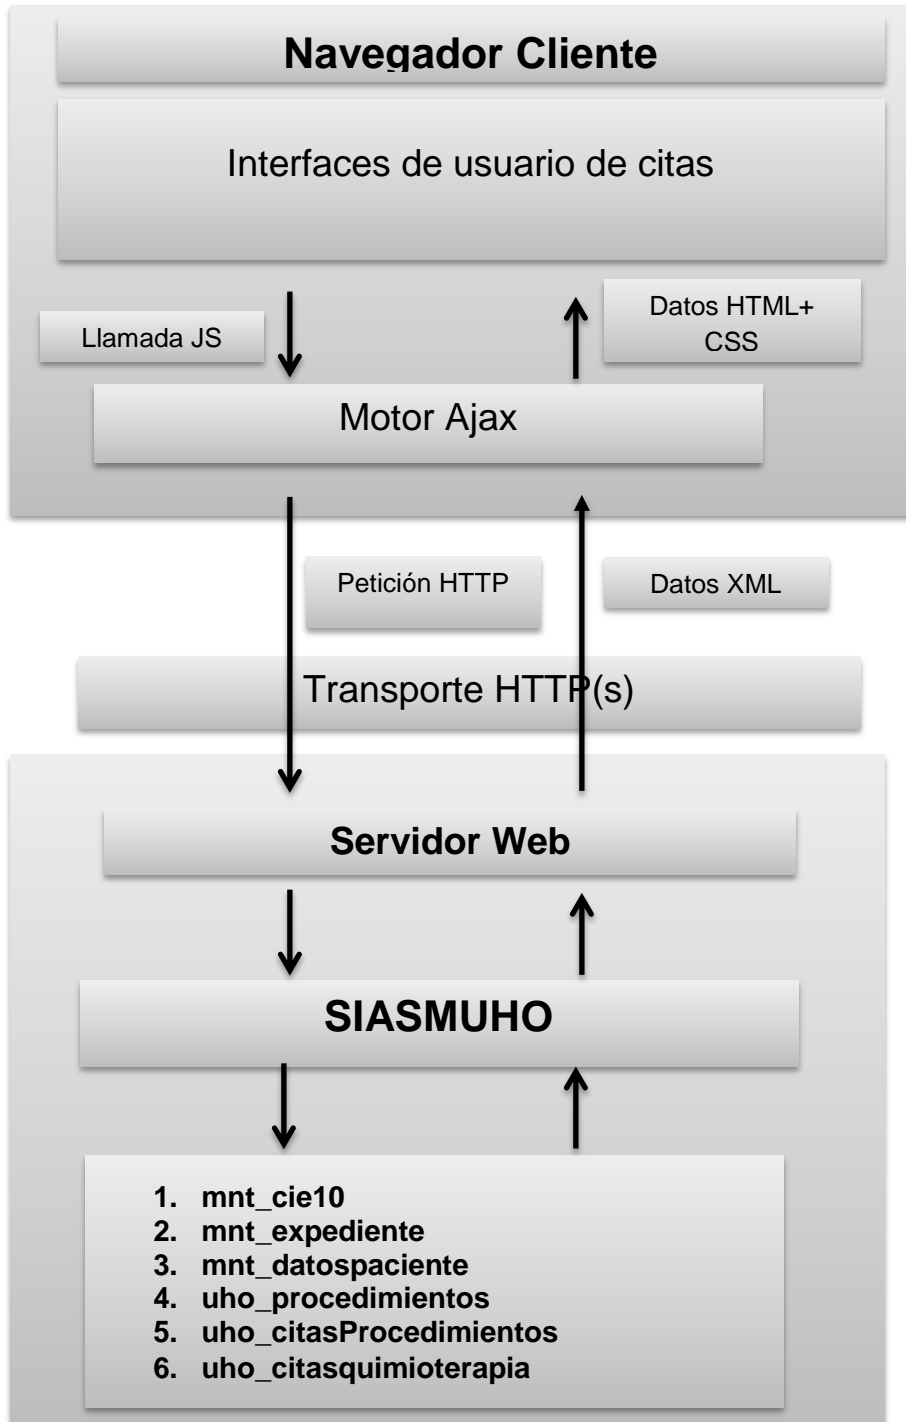 Navegador Cliente
Interfaces de usuario de citas
Llamada JS
Datos HTML+
CSS
Motor Ajax
Petición HTTP
Datos XML
Transporte HTTP(s)
Servidor Web
SIASMUHO
1. mnt_cie10
2. mnt_expediente
3. mnt_datospaciente
4. uho_procedimientos
5. uho_citasProcedimientos
6. uho_citasquimioterapia